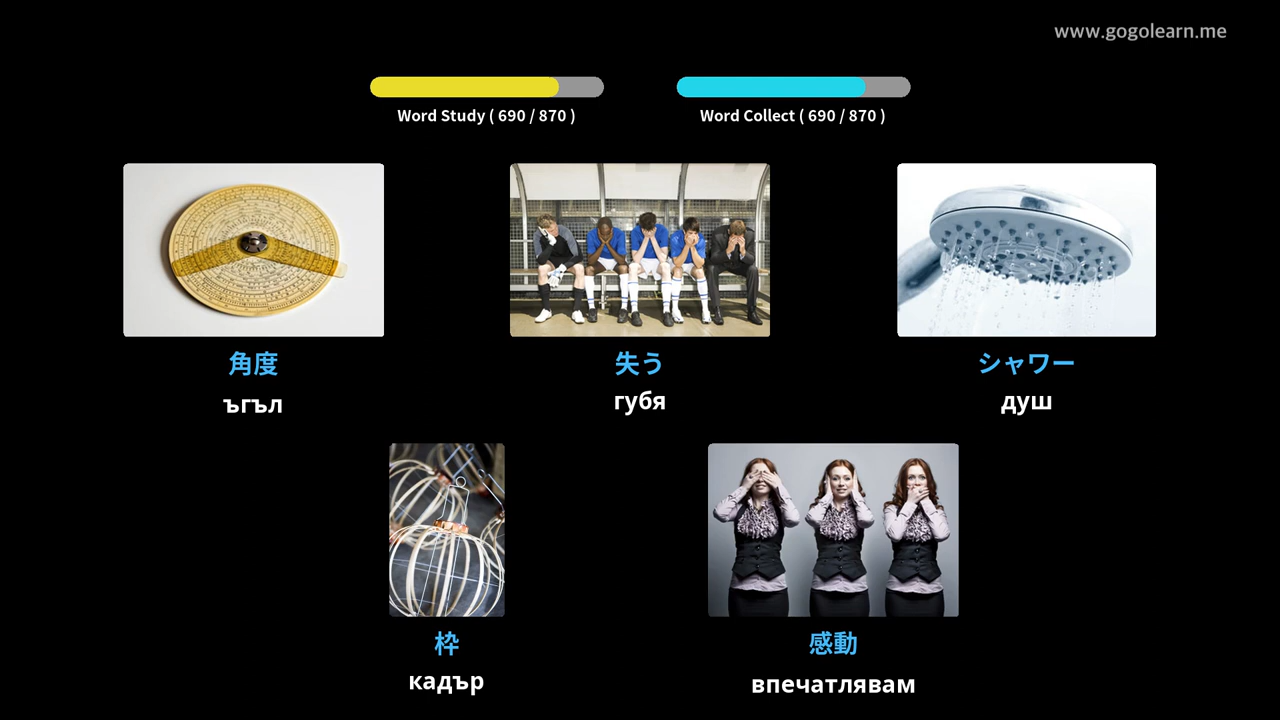 www.gogolearn.me
Word Study ( 690 / 870 )
Word Collect ( 690 / 870 )
角度
ъгъл
失う
губя
シャワー
душ
枠
кадър
感動
впечатлявам